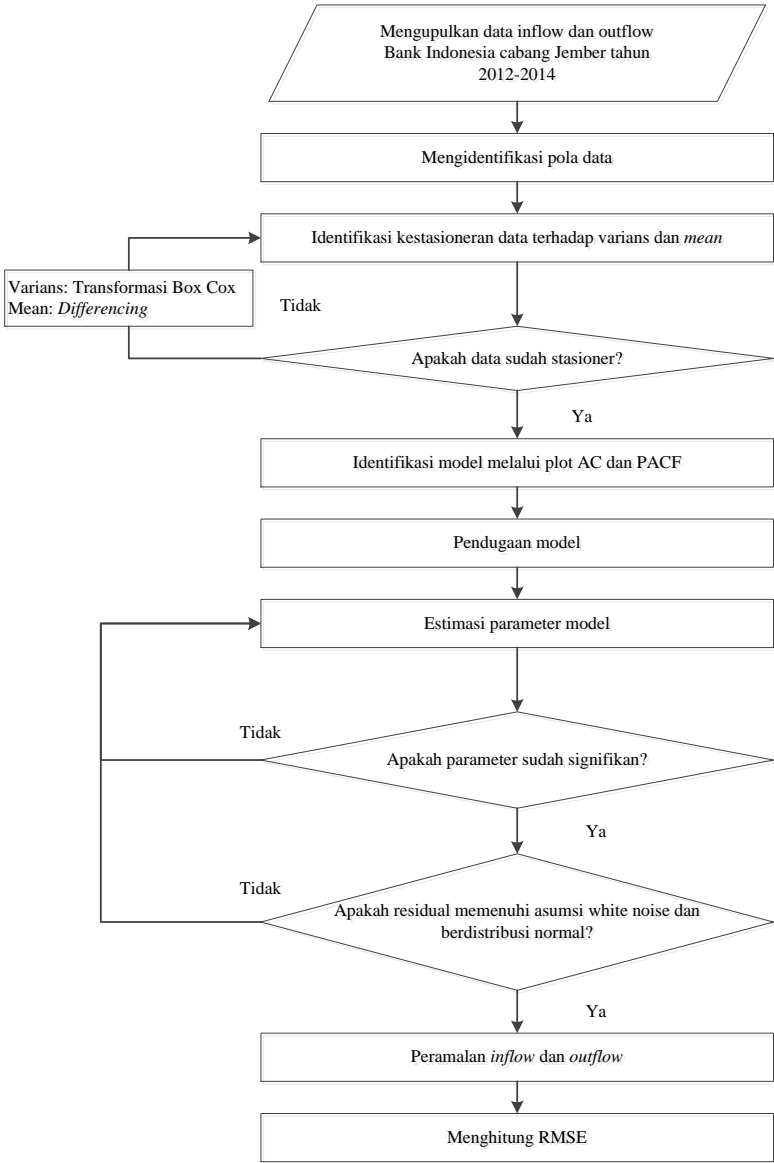 Mengupulkan data inflow dan outflow
Bank Indonesia cabang Jember tahun
2012-2014
Mengidentifikasi pola data
Identifikasi kestasioneran data terhadap varians dan mean
Varians: Transformasi Box Cox
Mean: Differencing
Tidak
Apakah data sudah stasioner?
Ya
Identifikasi model melalui plot AC dan PACF
Pendugaan model
Estimasi parameter model
Tidak
Apakah parameter sudah signifikan?
Ya
Tidak
Apakah residual memenuhi asumsi white noise dan
berdistribusi normal?
Ya
Peramalan inflow dan outflow
Menghitung RMSE